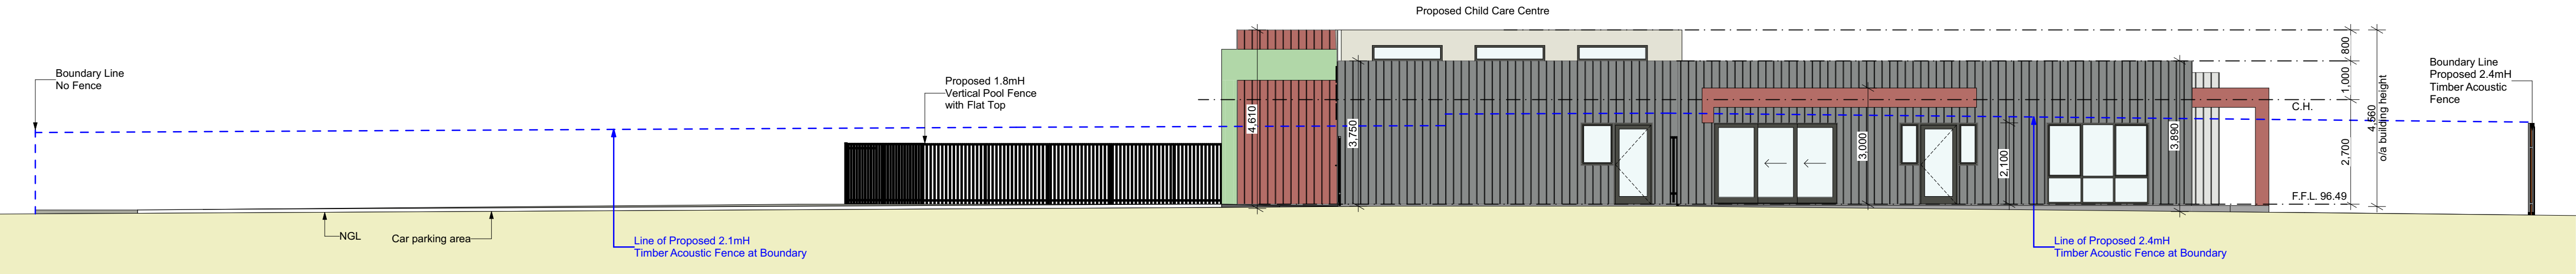 Proposed Child Care Centre
Boundary Line
No Fence
Proposed 1.8mH
Vertical Pool Fence
with Flat Top
4,610
3,750
3,000
2,100
3,890
800
1,000
2,700
4,560
o/a building height
C.H.
F.F.L. 96.49
Boundary Line
Proposed 2.4mH
Timber Acoustic
Fence
NGL
Car parking area
Line of Proposed 2.1mH
Timber Acoustic Fence at Boundary
Line of Proposed 2.4mH
Timber Acoustic Fence at Boundary